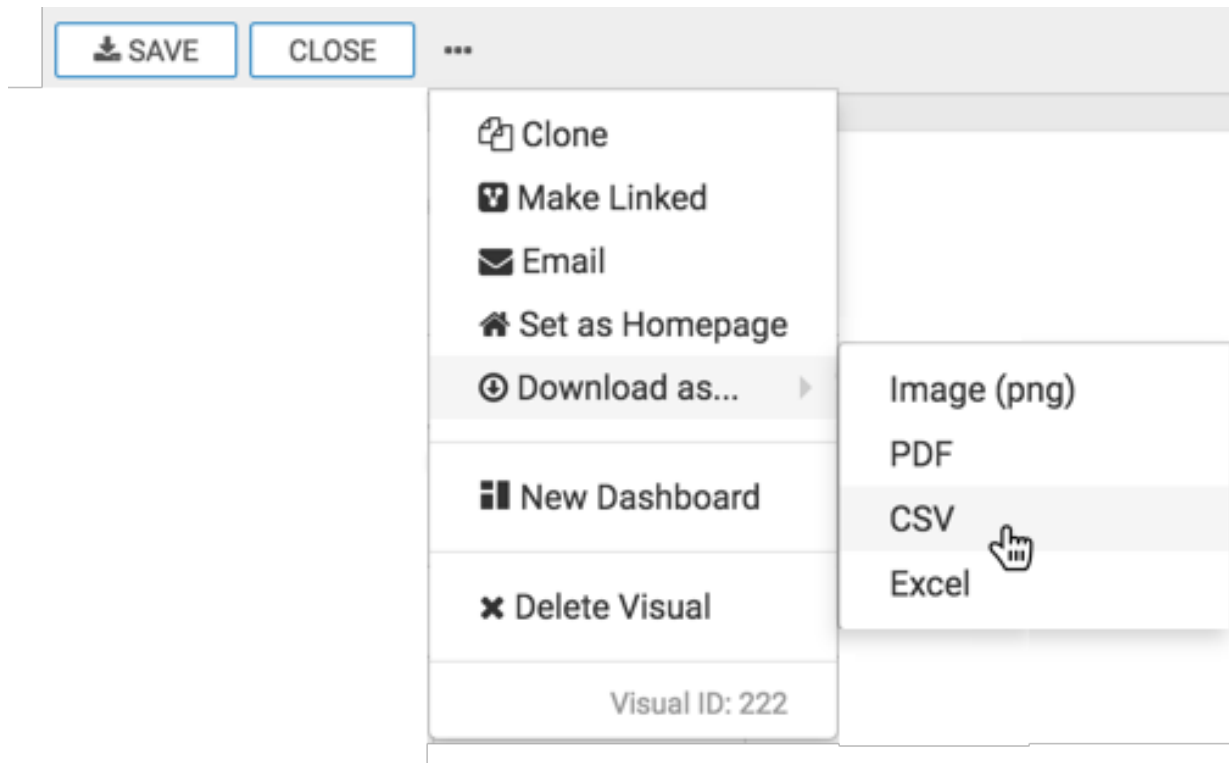 SAVE CLOSE ...
Clone
Make Linked
Email
Set as Homepage
Download as...
Image (png)
PDF
CSV
Excel
New Dashboard
Delete Visual
Visual ID: 222